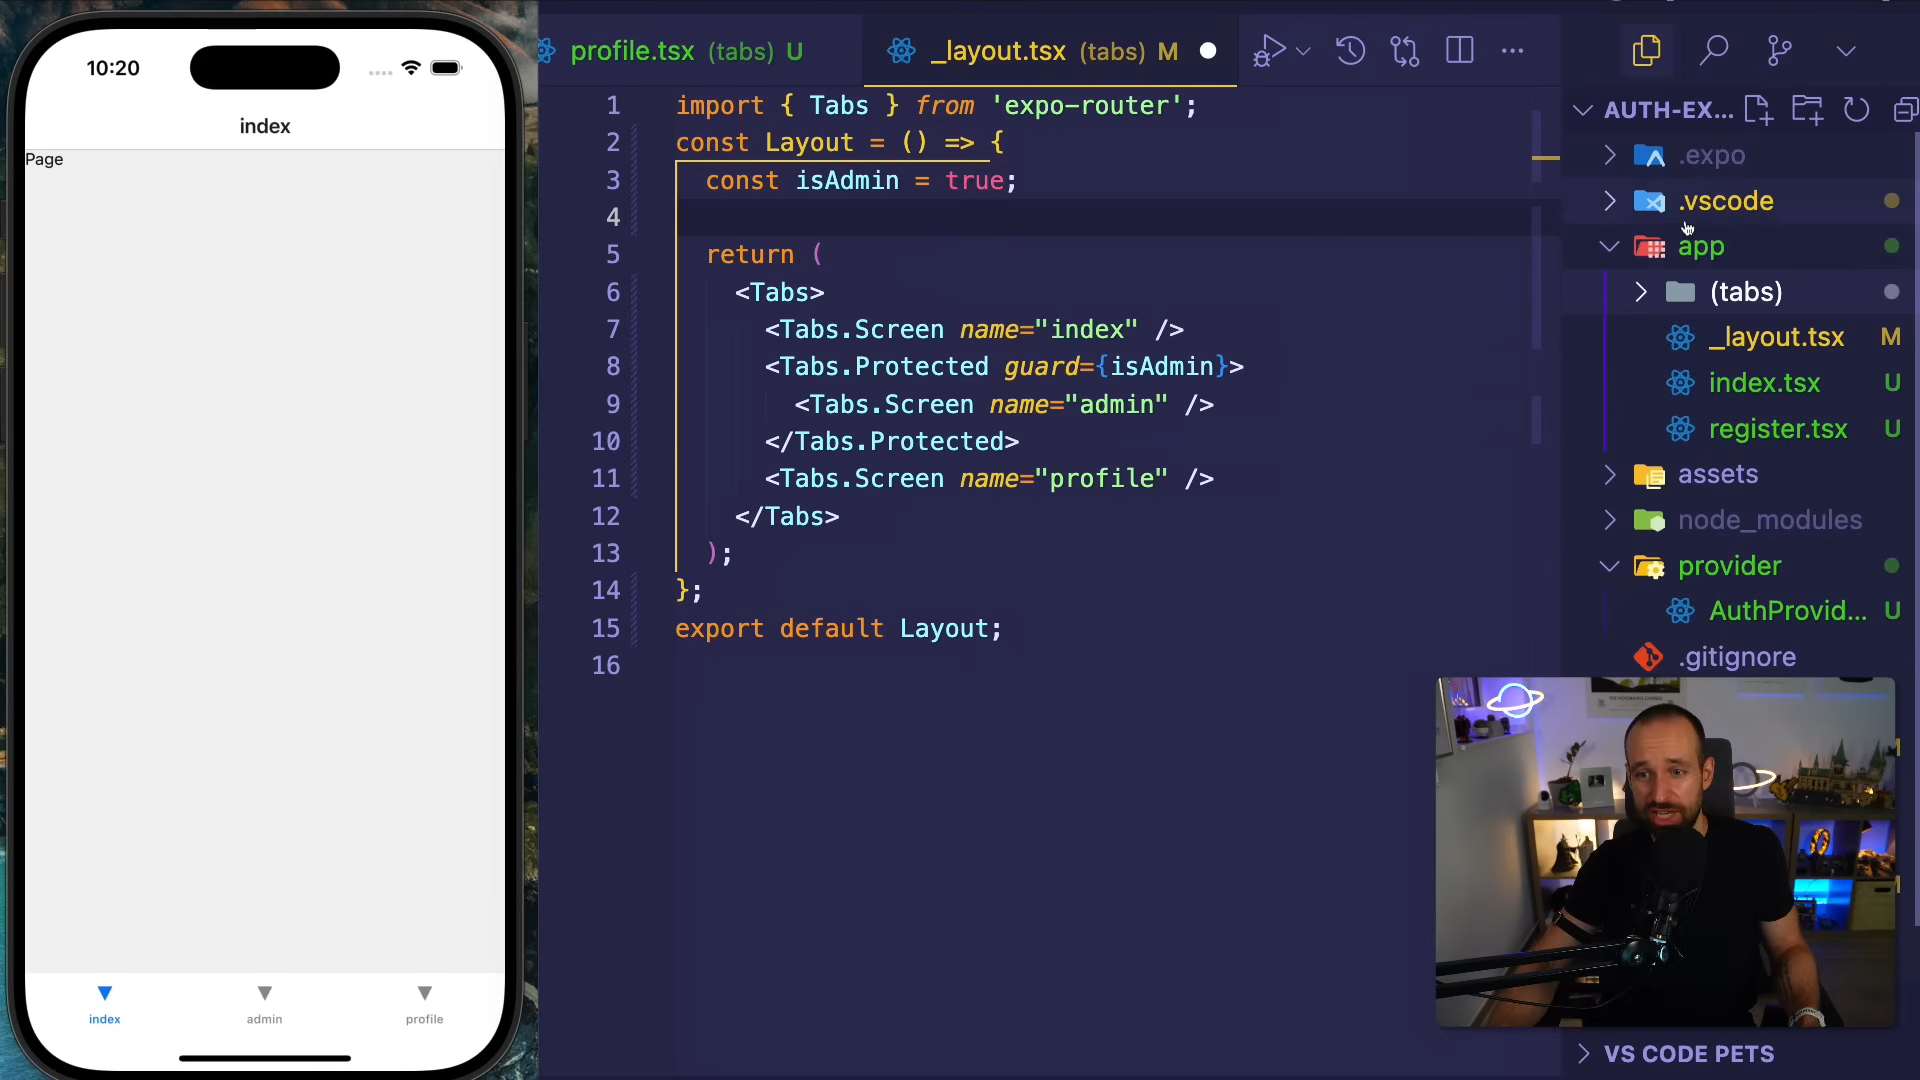 10:20
index
Page
index
admin
profile
profile.tsx (tabs) U
_layout.tsx (tabs) M
1 import { Tabs } from 'expo-router';
2 const Layout = () => {
3 const isAdmin = true;
4
5 return (
6 <Tabs>
7 <Tabs.Screen name="index" />
8 <Tabs.Protected guard={isAdmin}>
9 <Tabs.Screen name="admin" />
10 </Tabs.Protected>
11 <Tabs.Screen name="profile" />
12 </Tabs>
13 );
14 };
15 export default Layout;
16
AUTH-EX...
.expo
.vscode
app
(tabs)
_layout.tsx M
index.tsx U
register.tsx U
assets
node_modules
provider
AuthProvid... U
.gitignore
VS CODE PETS